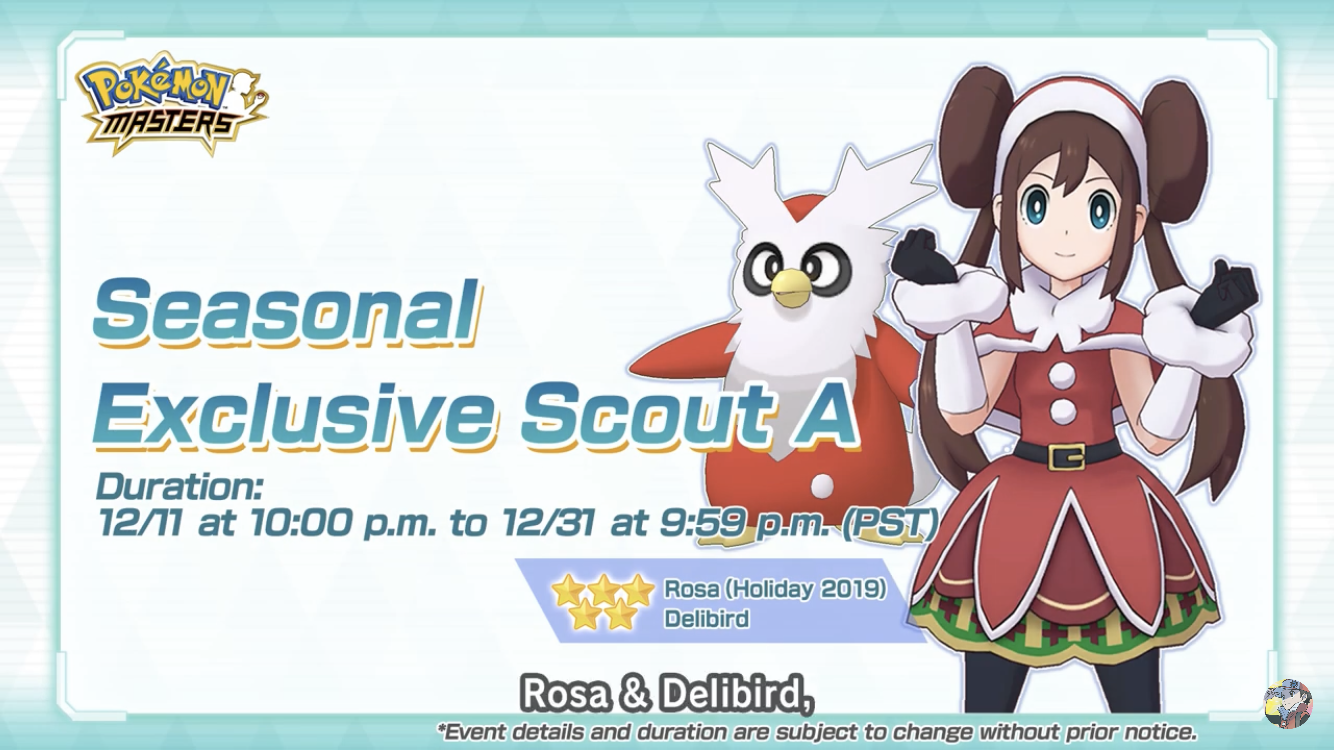 POKéMON
MASTERS
Seasonal
Exclusive Scout A
Duration:
12/11 at 10:00 p.m. to 12/31 at 9:59 p.m. (PST)
Rosa (Holiday 2019)
Delibird
Rosa & Delibird,
*Event details and duration are subject to change without prior notice.